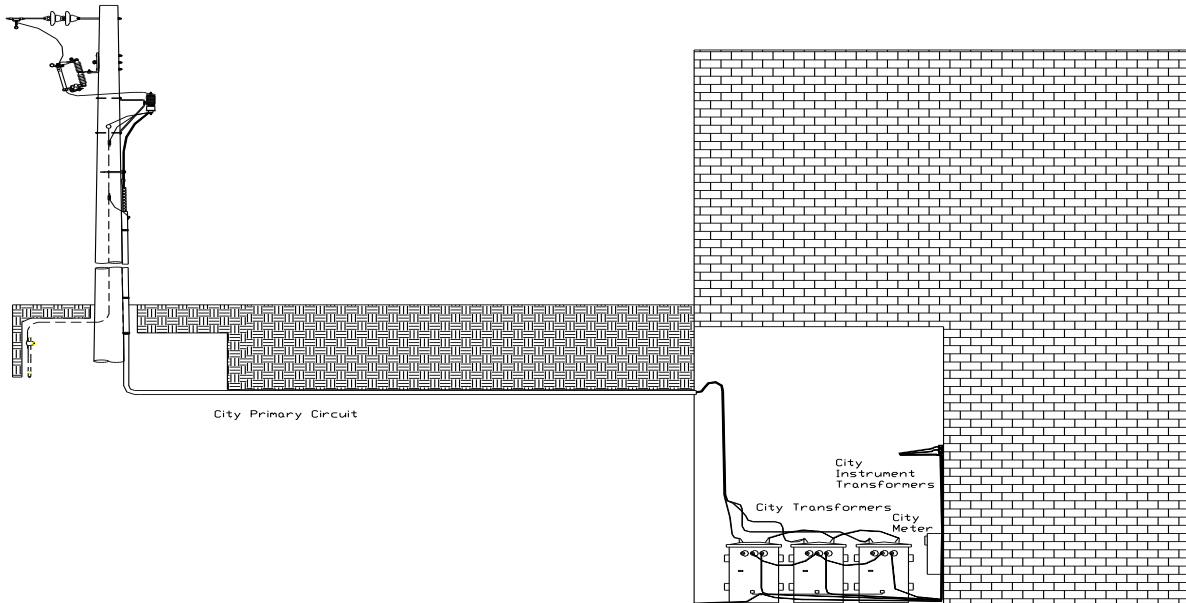 City Primary Circuit
City
Instrument
Transformers
City Transformers
City
Meter